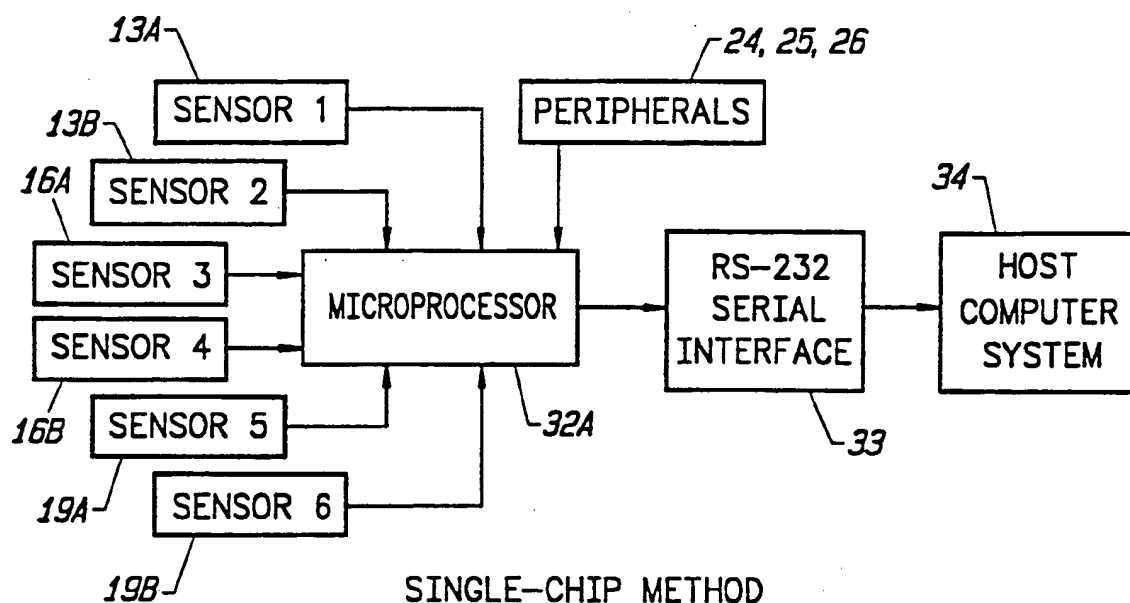 13A
24, 25, 26
SENSOR 1
PERIPHERALS
13B
SENSOR 2
16A
34
SENSOR 3
MICROPROCESSOR
RS-232
SERIAL
INTERFACE
HOST
COMPUTER
SYSTEM
SENSOR 4
16B
SENSOR 5
32A
33
19A
SENSOR 6
19B
SINGLE-CHIP METHOD